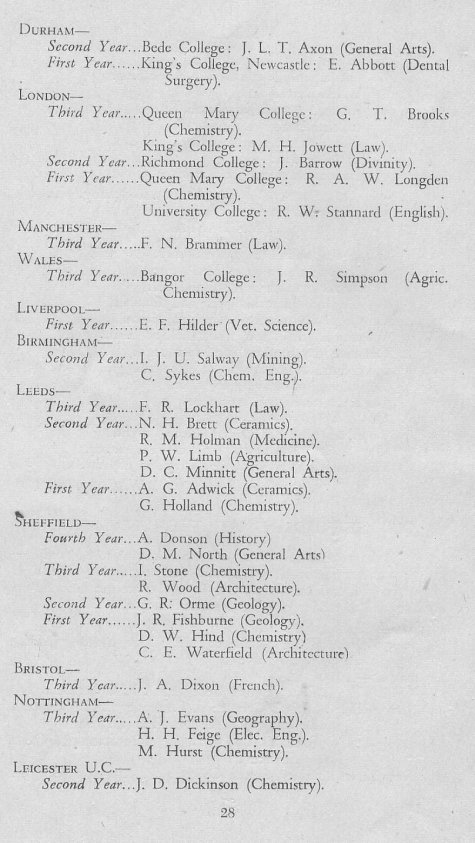 DURHAM—
Second Year...Bede College: J. L. T. Axon (General Arts).
First Year......King's College, Newcastle: E. Abbott (Dental
Surgery).
LONDON—
Third Year.....Queen Mary College: G. T. Brooks
(Chemistry).
King's College: M. H. Jowett (Law).
Second Year...Richmond College: J. Barrow (Divinity).
First Year......Queen Mary College: R. A. W. Longden
(Chemistry).
University College: R. W. Stannard (English).
MANCHESTER—
Third Year.....F. N. Brammer (Law).
WALES—
Third Year.....Bangor College: J. R. Simpson (Agric.
Chemistry).
LIVERPOOL—
First Year......E. F. Hilder (Vet. Science).
BIRMINGHAM—
Second Year...I. J. U. Salway (Mining).
C. Sykes (Chem. Eng.).
LEEDS—
Third Year.....F. R. Lockhart (Law).
Second Year...N. H. Brett (Ceramics).
R. M. Holman (Medicine).
P. W. Limb (Agriculture).
D. C. Minnitt (General Arts).
First Year......A. G. Adwick (Ceramics).
G. Holland (Chemistry).
SHEFFIELD—
Fourth Year...A. Donson (History)
D. M. North (General Arts)
Third Year.....I. Stone (Chemistry).
R. Wood (Architecture).
Second Year...G. R. Orme (Geology).
First Year......J. R. Fishburne (Geology).
D. W. Hind (Chemistry)
C. E. Waterfield (Architecture)
BRISTOL—
Third Year.....J. A. Dixon (French).
NOTTINGHAM—
Third Year.....A. J. Evans (Geography).
H. H. Feige (Elec. Eng.).
M. Hurst (Chemistry).
LEICESTER U.C.—
Second Year...J. D. Dickinson (Chemistry).
28